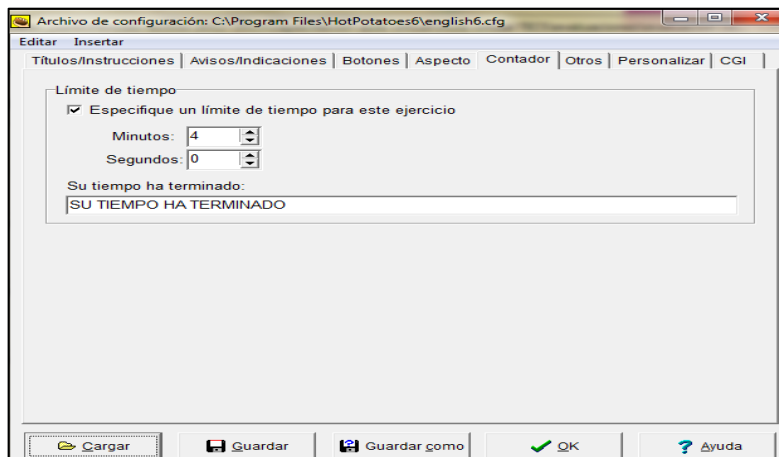 Archivo de configuración: C:\Program Files\HotPotatoes6\english6.cfg
Editar Insertar
Títulos/Instrucciones Avisos/Indicaciones Botones Aspecto Contador Otros Personalizar CGI
Límite de tiempo
Especifique un límite de tiempo para este ejercicio
Minutos: 4
Segundos: 0
Su tiempo ha terminado:
SU TIEMPO HA TERMINADO
Cargar Guardar Guardar como OK Ayuda